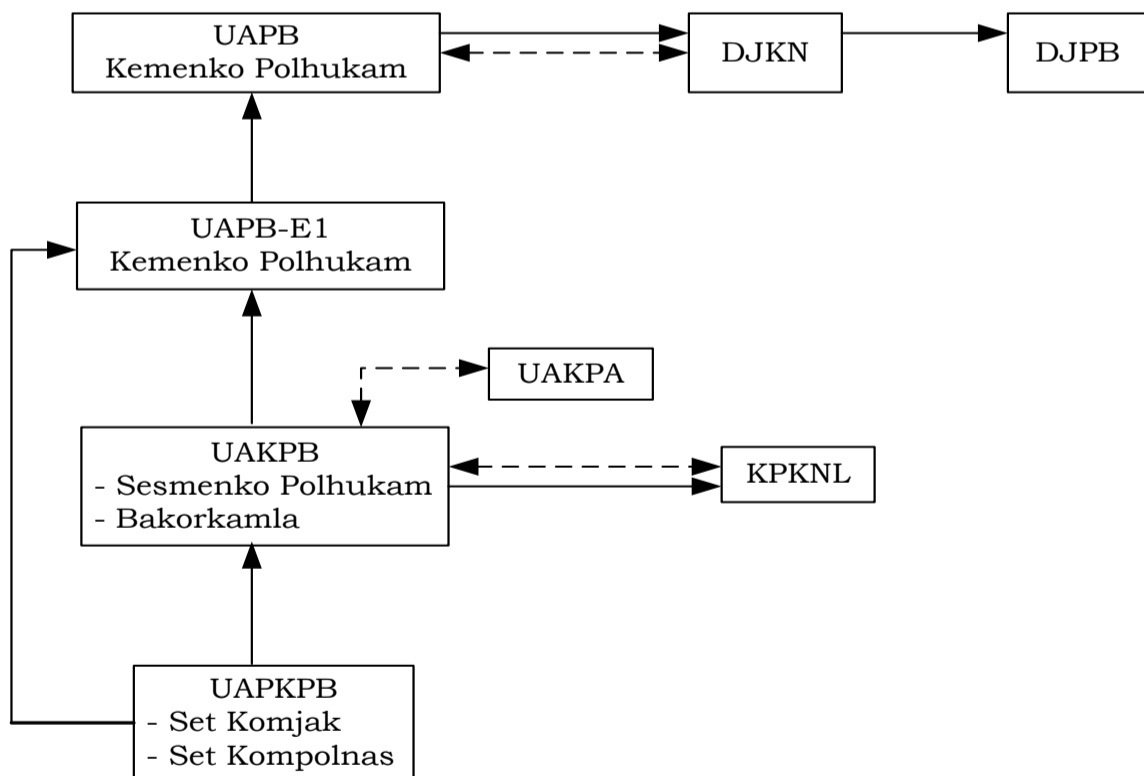 UAPB
Kemenko Polhukam
DJKN
DJPB
UAPB-E1
Kemenko Polhukam
UAKPA
UAKPB
- Sesmenko Polhukam
- Bakorkamla
KPKNL
UAPKPB
- Set Komjak
- Set Kompolnas